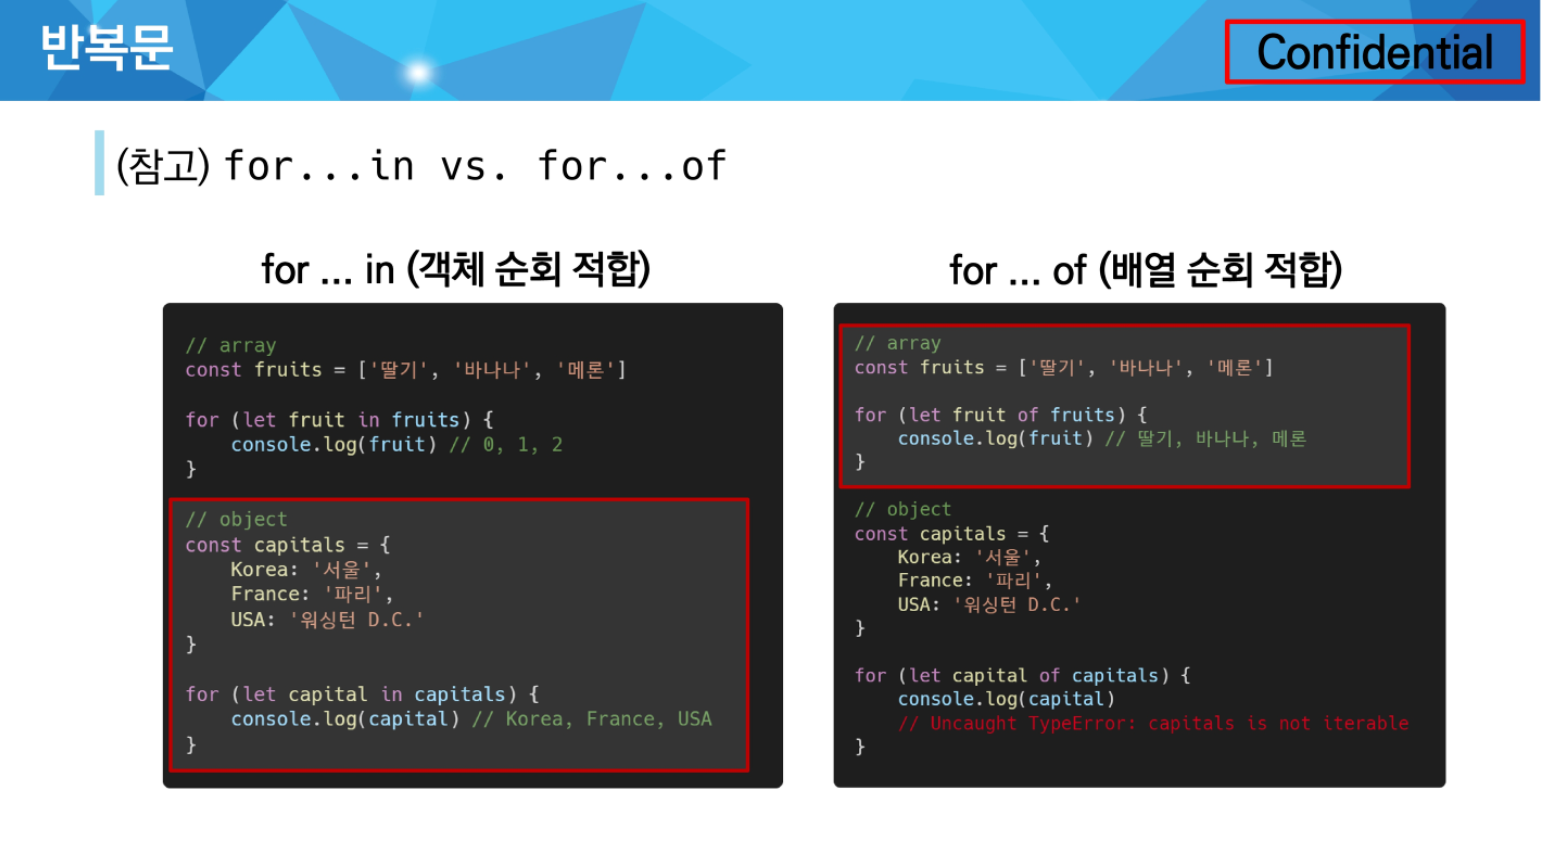 반복문
Confidential
(참고) for...in vs. for...of
for ... in (객체 순회 적합)
// array
const fruits = ['딸기', '바나나', '메론']
for (let fruit in fruits) {
    console.log(fruit) // 0, 1, 2
}
// object
const capitals = {
    Korea: '서울',
    France: '파리',
    USA: '워싱턴 D.C.'
}
for (let capital in capitals) {
    console.log(capital) // Korea, France, USA
}
for ... of (배열 순회 적합)
// array
const fruits = ['딸기', '바나나', '메론']
for (let fruit of fruits) {
    console.log(fruit) // 딸기, 바나나, 메론
}
// object
const capitals = {
    Korea: '서울',
    France: '파리',
    USA: '워싱턴 D.C.'
}
for (let capital of capitals) {
    console.log(capital)
    // Uncaught TypeError: capitals is not iterable
}